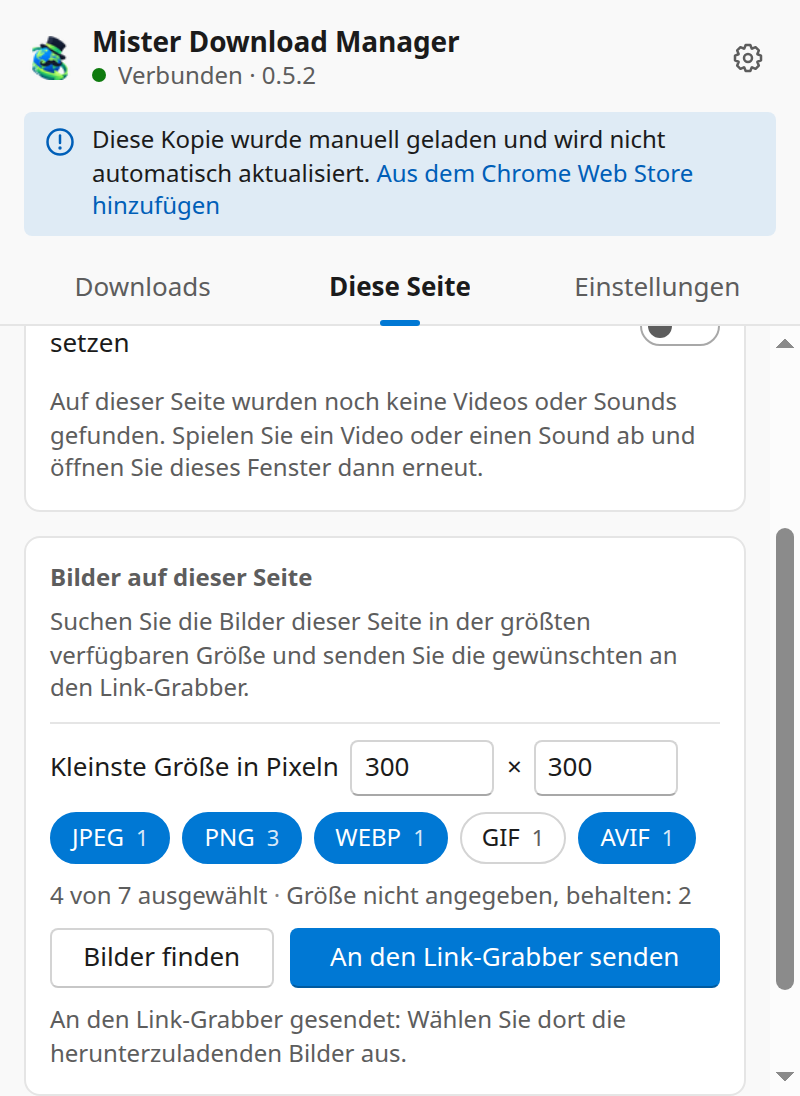 Mister Download Manager
Verbunden · 0.5.2
Diese Kopie wurde manuell geladen und wird nicht
automatisch aktualisiert. Aus dem Chrome Web Store
hinzufügen
Downloads
Diese Seite
Einstellungen
setzen
Auf dieser Seite wurden noch keine Videos oder Sounds
gefunden. Spielen Sie ein Video oder einen Sound ab und
öffnen Sie dieses Fenster dann erneut.
Bilder auf dieser Seite
Suchen Sie die Bilder dieser Seite in der größten
verfügbaren Größe und senden Sie die gewünschten an
den Link-Grabber.
Kleinste Größe in Pixeln 300 × 300
JPEG 1 PNG 3 WEBP 1 GIF 1 AVIF 1
4 von 7 ausgewählt · Größe nicht angegeben, behalten: 2
Bilder finden
An den Link-Grabber senden
An den Link-Grabber gesendet: Wählen Sie dort die
herunterzuladenden Bilder aus.